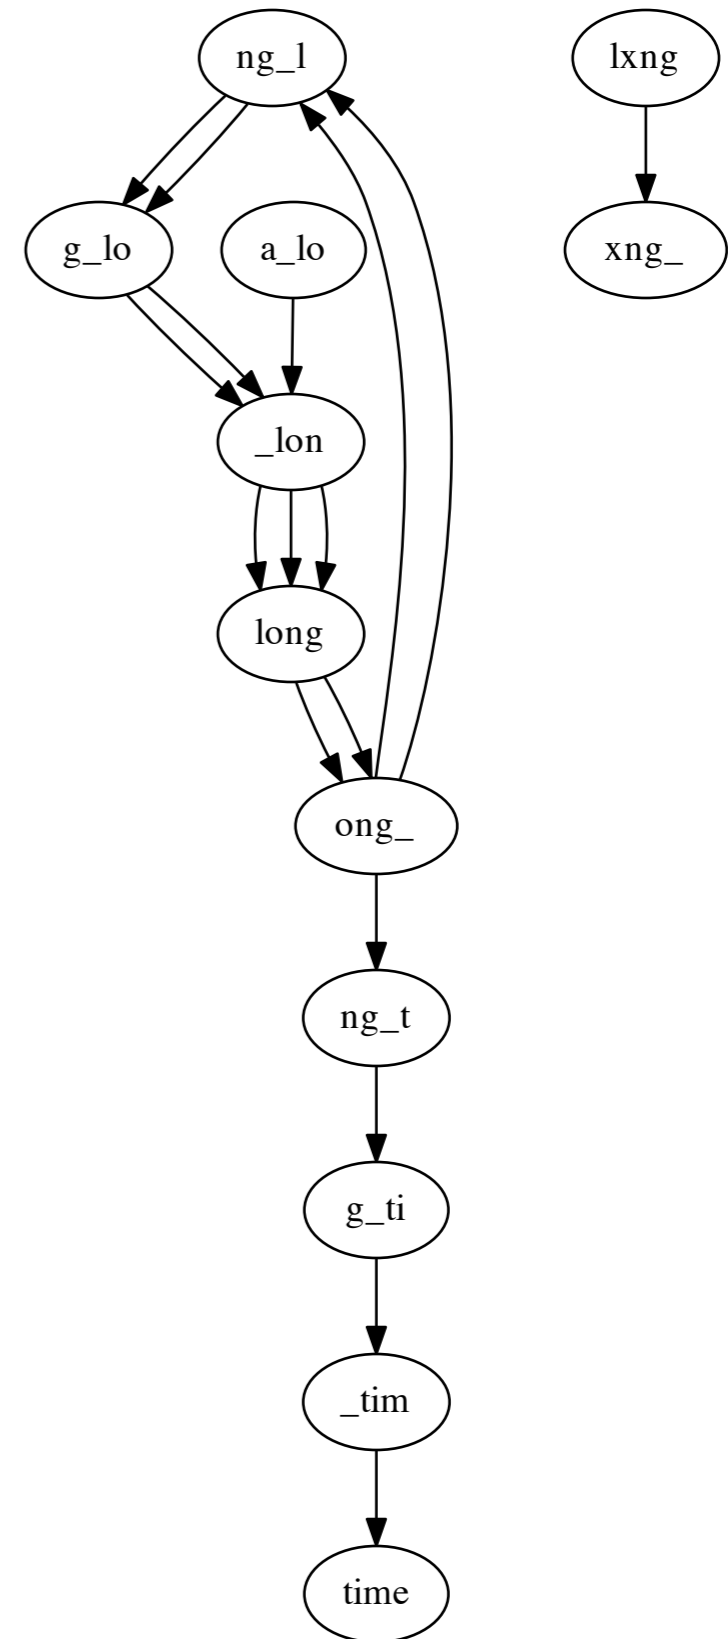 ng_l
lxng
g_lo
a_lo
xng_
_lon
long
ong_
ng_t
g_ti
_tim
time